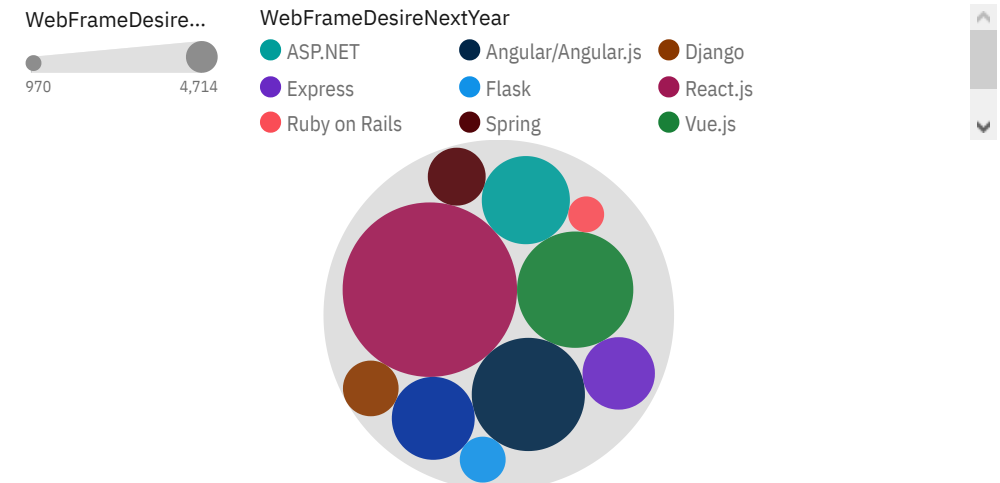 WebFrameDesire...
970 4,714
WebFrameDesireNextYear
ASP.NET Angular/Angular.js Django
Express Flask React.js
Ruby on Rails Spring Vue.js